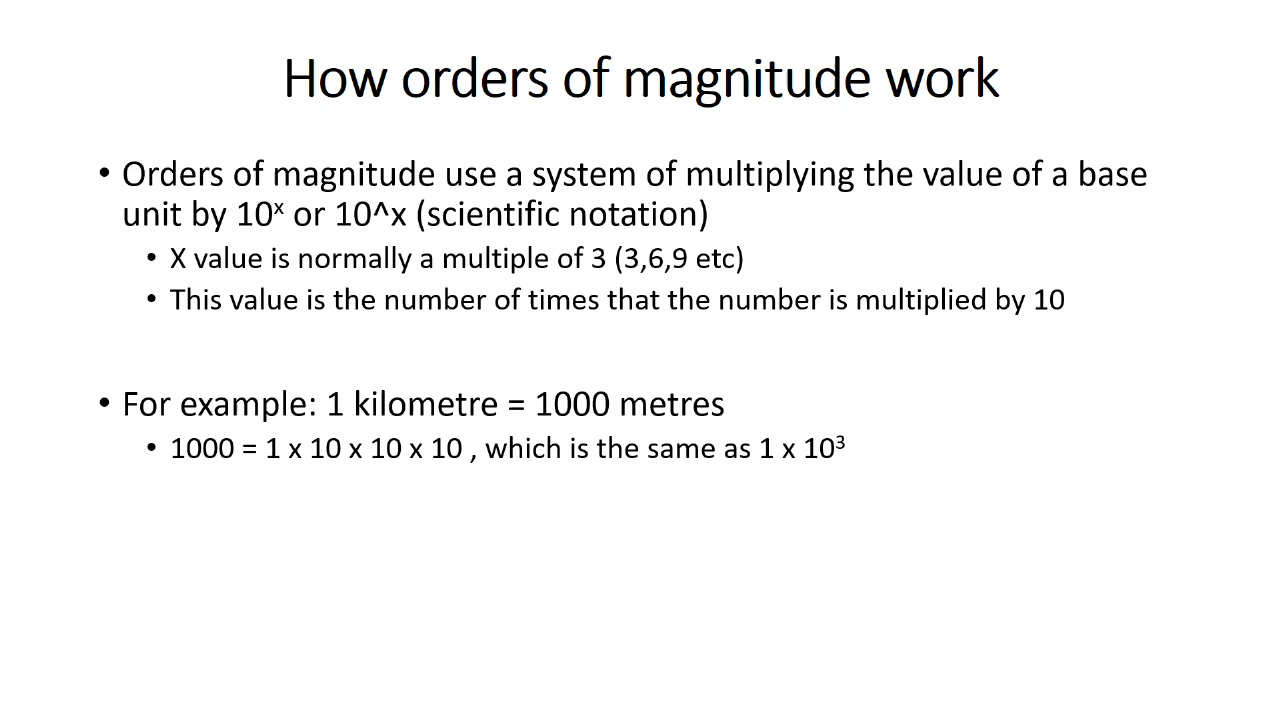 How orders of magnitude work
• Orders of magnitude use a system of multiplying the value of a base
unit by 10ˣ or 10^x (scientific notation)
• X value is normally a multiple of 3 (3,6,9 etc)
• This value is the number of times that the number is multiplied by 10
• For example: 1 kilometre = 1000 metres
• 1000 = 1 x 10 x 10 x 10 , which is the same as 1 x 10³